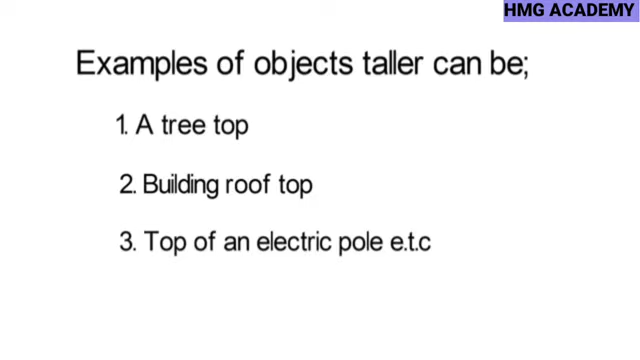 HMG ACADEMY
Examples of objects taller can be;
1. A tree top
2. Building roof top
3. Top of an electric pole e.t.c